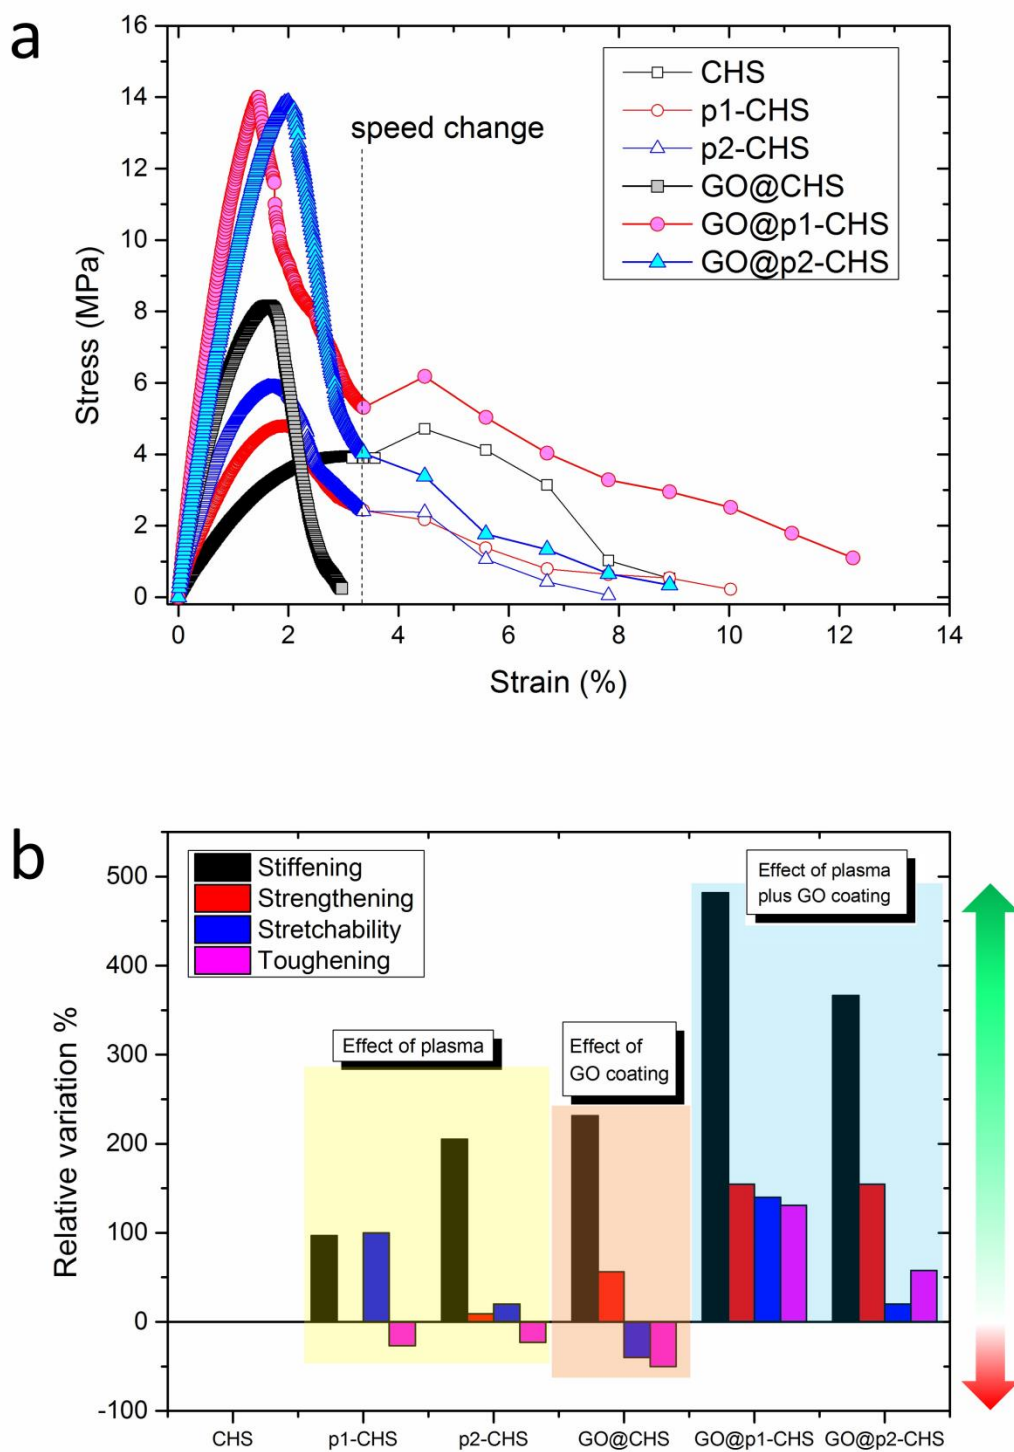 a
16
14
12
10
8
6
4
2
0
Stress (MPa)
speed change
CHS
p1-CHS
p2-CHS
GO@CHS
GO@p1-CHS
GO@p2-CHS
0 2 4 6 8 10 12 14
Strain (%)
b
500
400
300
200
100
0
-100
Relative variation %
Stiffening
Strengthening
Stretchability
Toughening
Effect of plasma
Effect of
GO coating
Effect of plasma
plus GO coating
CHS p1-CHS p2-CHS GO@CHS GO@p1-CHS GO@p2-CHS